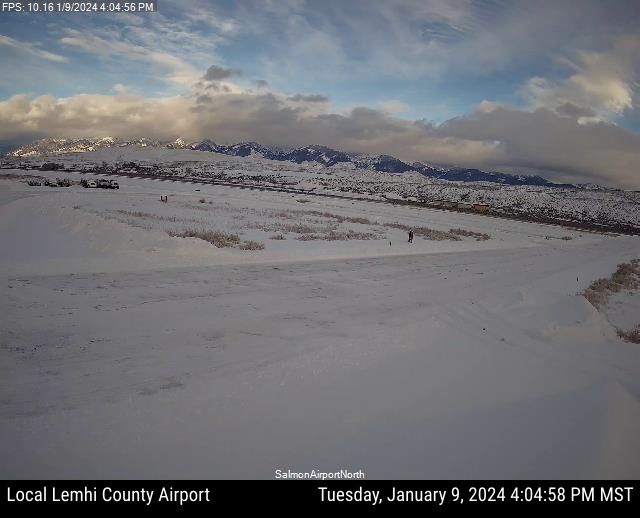 FPS: 10.16 1/9/2024 4:04:56 PM
SalmonAirportNorth
Local Lemhi County Airport Tuesday, January 9, 2024 4:04:58 PM MST